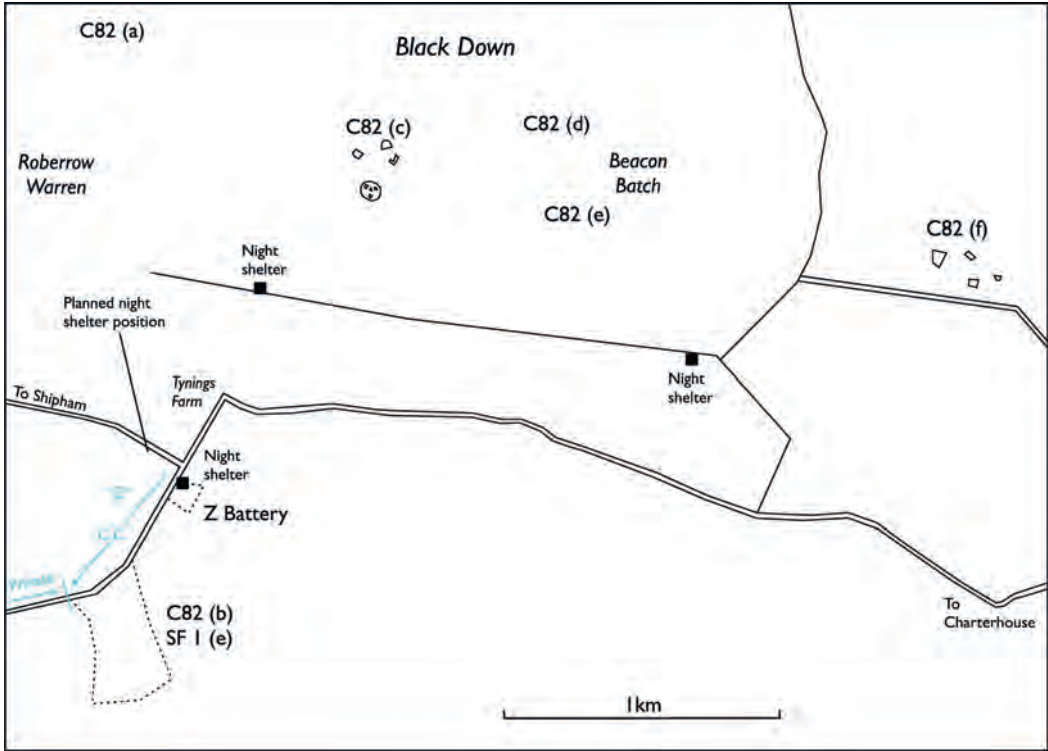 C82 (a)
Black Down
C82 (c)
C82 (d)
Roberrow
Warren
Beacon
Batch
C82 (e)
C82 (f)
Night
shelter
Planned night
shelter position
Night
shelter
Tynings
Farm
To Shipham
Night
shelter
Z Battery
C.C.
Private
C82 (b)
SF 1 (e)
To
Charterhouse
1km